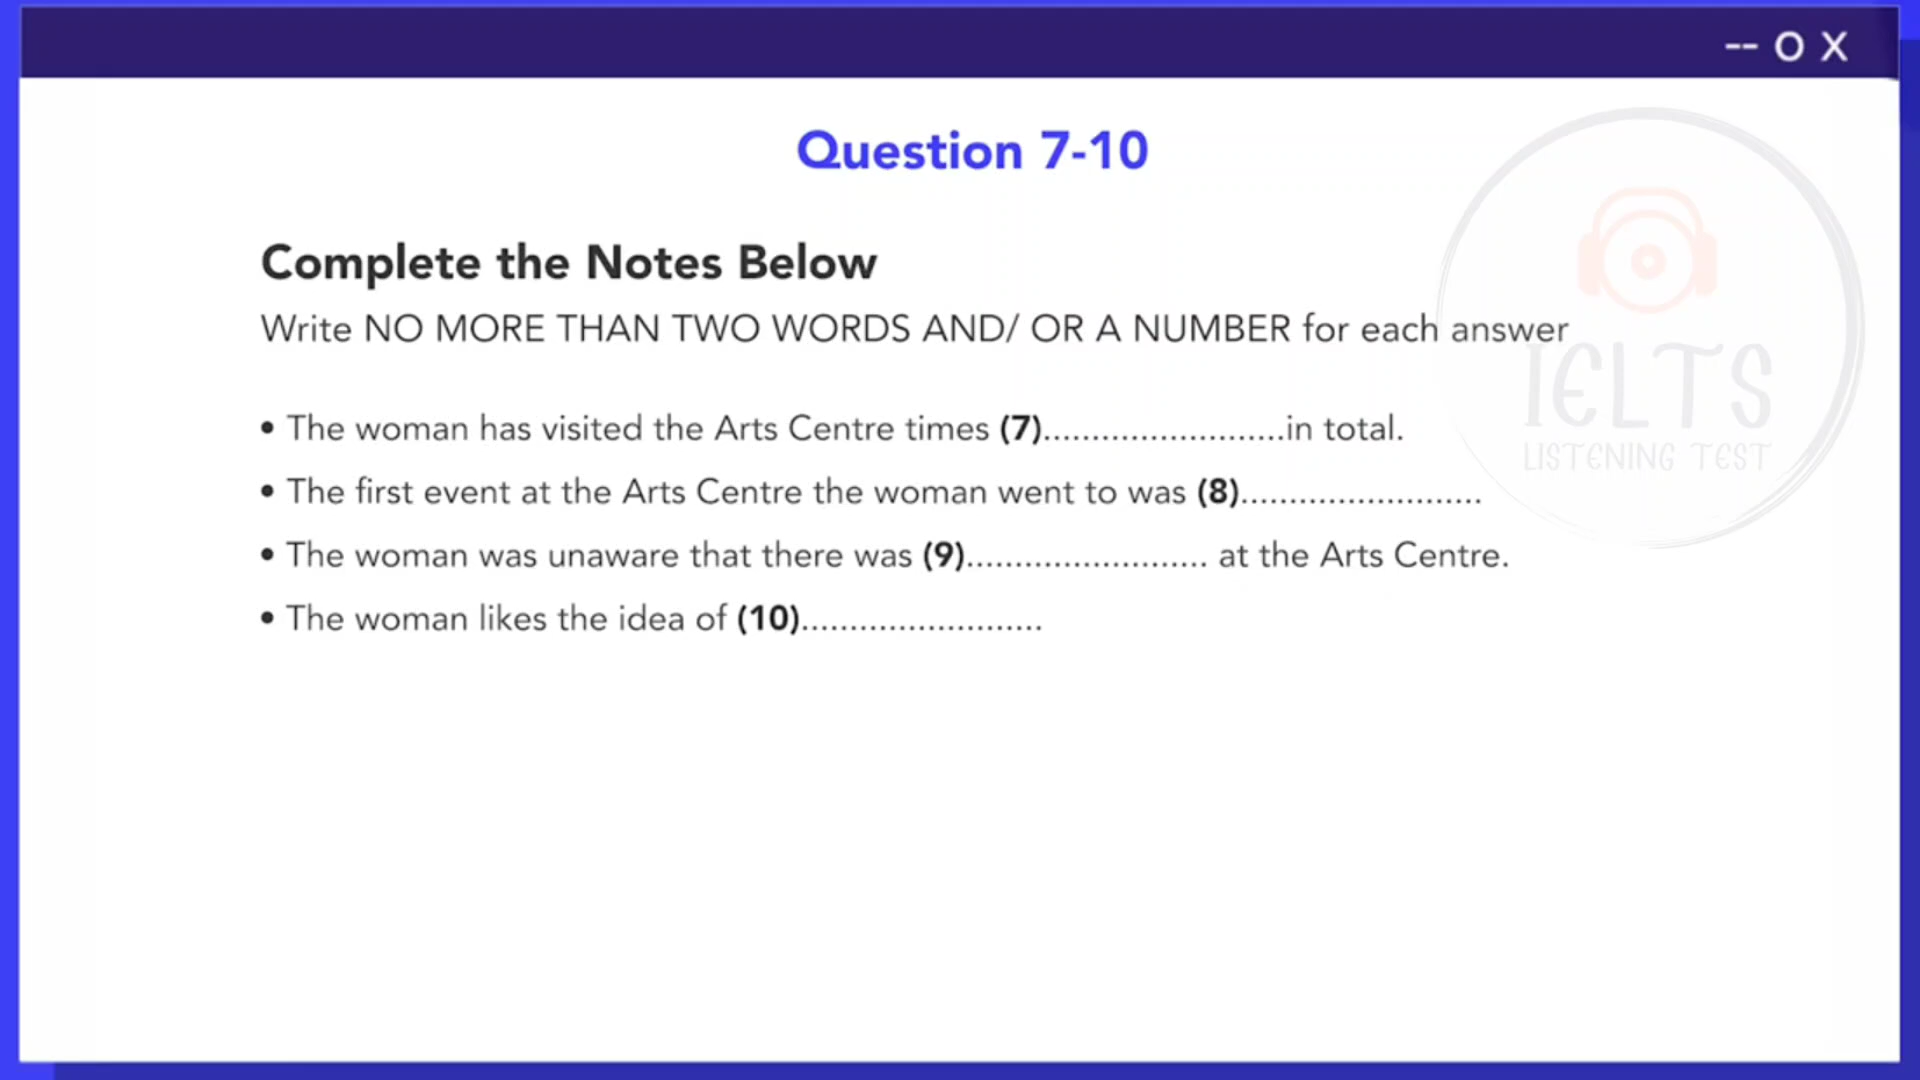 -- O X
Question 7-10
Complete the Notes Below
Write NO MORE THAN TWO WORDS AND/ OR A NUMBER for each answer
• The woman has visited the Arts Centre times (7)........................in total.
• The first event at the Arts Centre the woman went to was (8)........................
• The woman was unaware that there was (9)........................ at the Arts Centre.
• The woman likes the idea of (10)........................
IELTS
LISTENING TEST